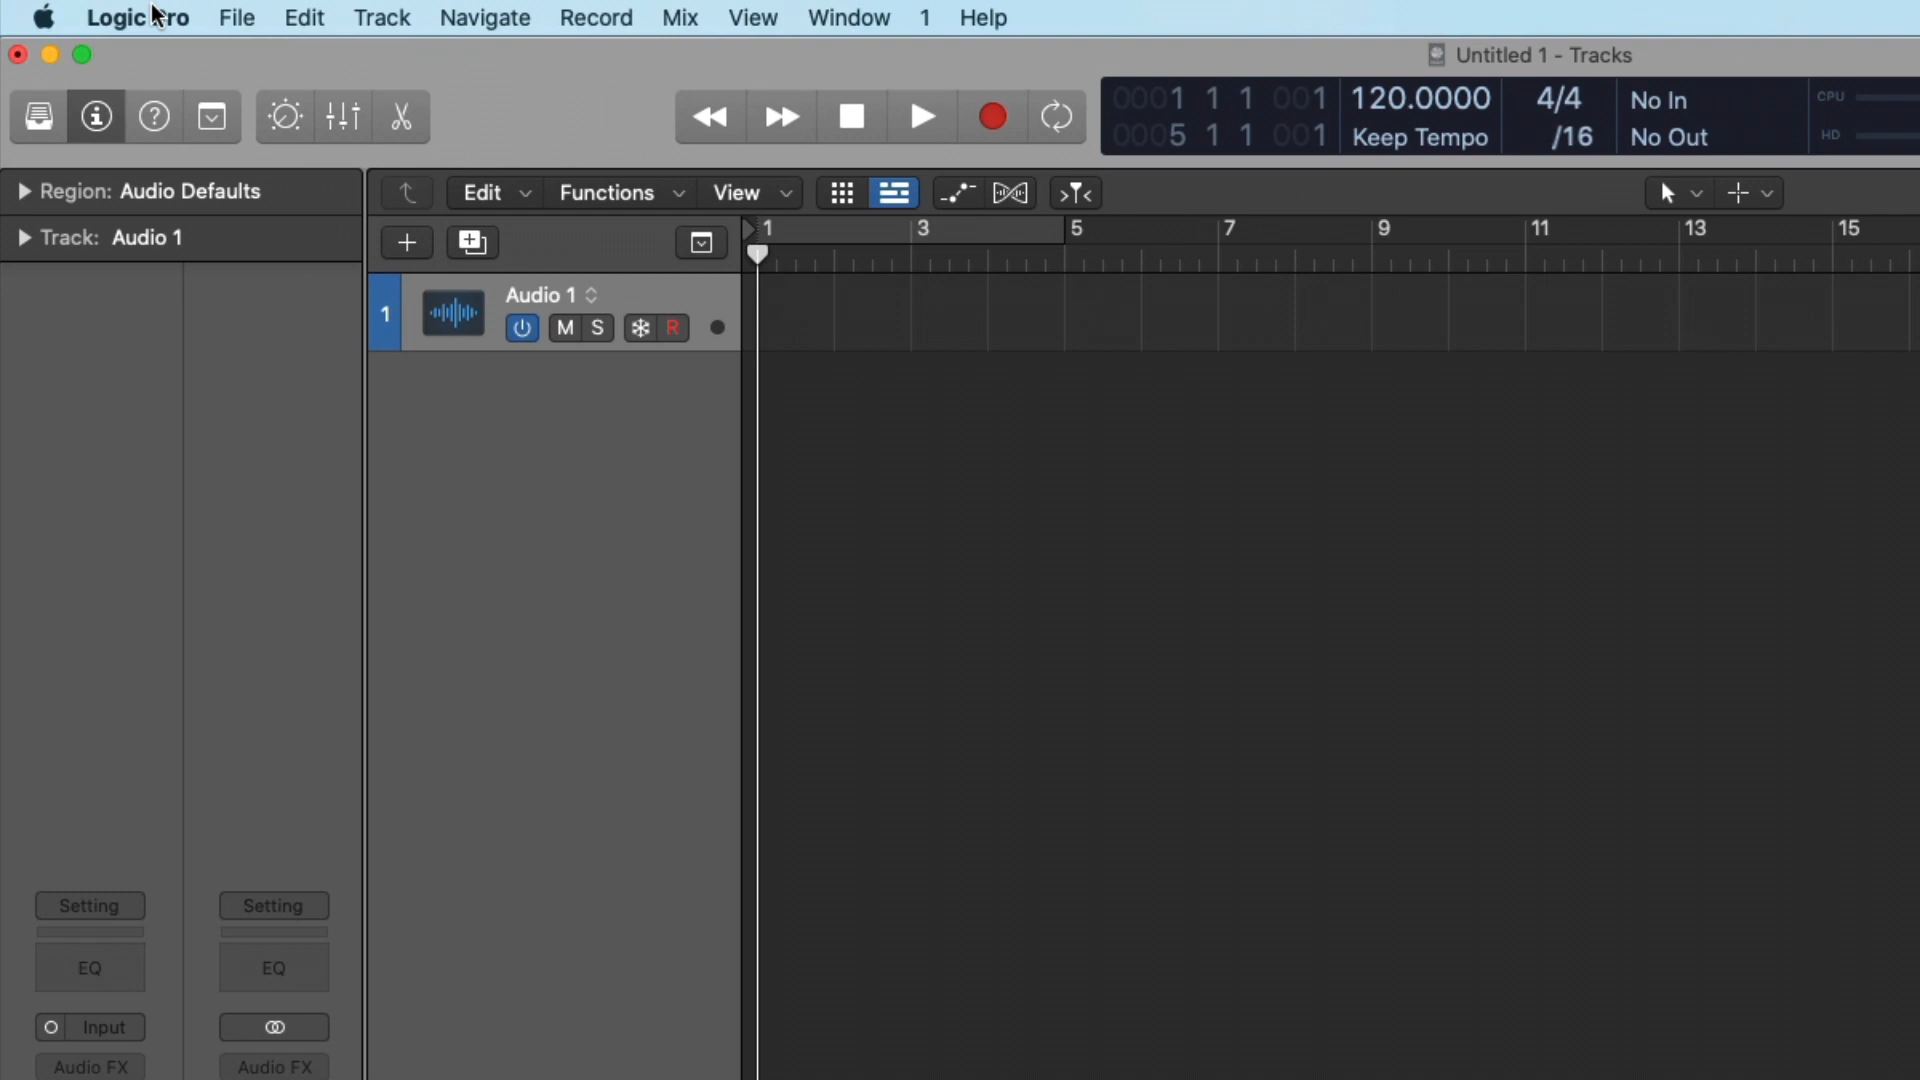 Logic Pro File Edit Track Navigate Record Mix View Window 1 Help
Untitled 1 - Tracks
0001 1 1 001 120.0000 4/4 No In CPU
0005 1 1 001 Keep Tempo /16 No Out HD
Region: Audio Defaults
Edit Functions View
Track: Audio 1
1 3 5 7 9 11 13 15
1 Audio 1
M S R
Setting Setting
EQ EQ
Input
Audio FX Audio FX